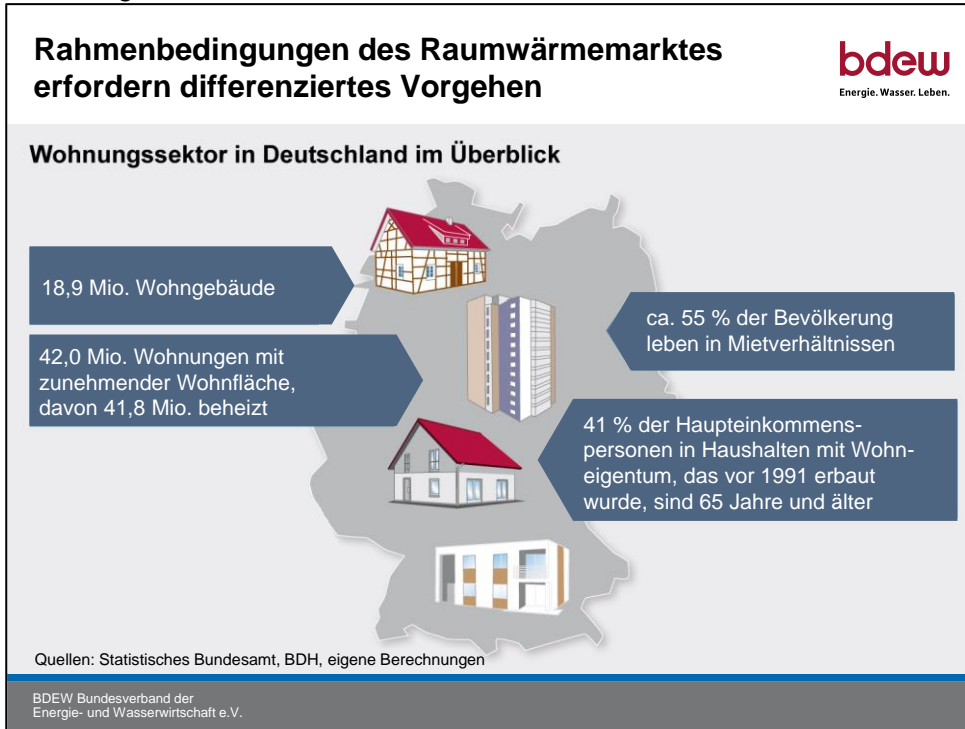 Rahmenbedingungen des Raumwärmemarktes
erfordern differenziertes Vorgehen
bdew
Energie. Wasser. Leben.
Wohnungssektor in Deutschland im Überblick
18,9 Mio. Wohngebäude
42,0 Mio. Wohnungen mit
zunehmender Wohnfläche,
davon 41,8 Mio. beheizt
ca. 55 % der Bevölkerung
leben in Mietverhältnissen
41 % der Haupteinkommens-
personen in Haushalten mit Wohn-
eigentum, das vor 1991 erbaut
wurde, sind 65 Jahre und älter
Quellen: Statistisches Bundesamt, BDH, eigene Berechnungen
BDEW Bundesverband der
Energie- und Wasserwirtschaft e.V.